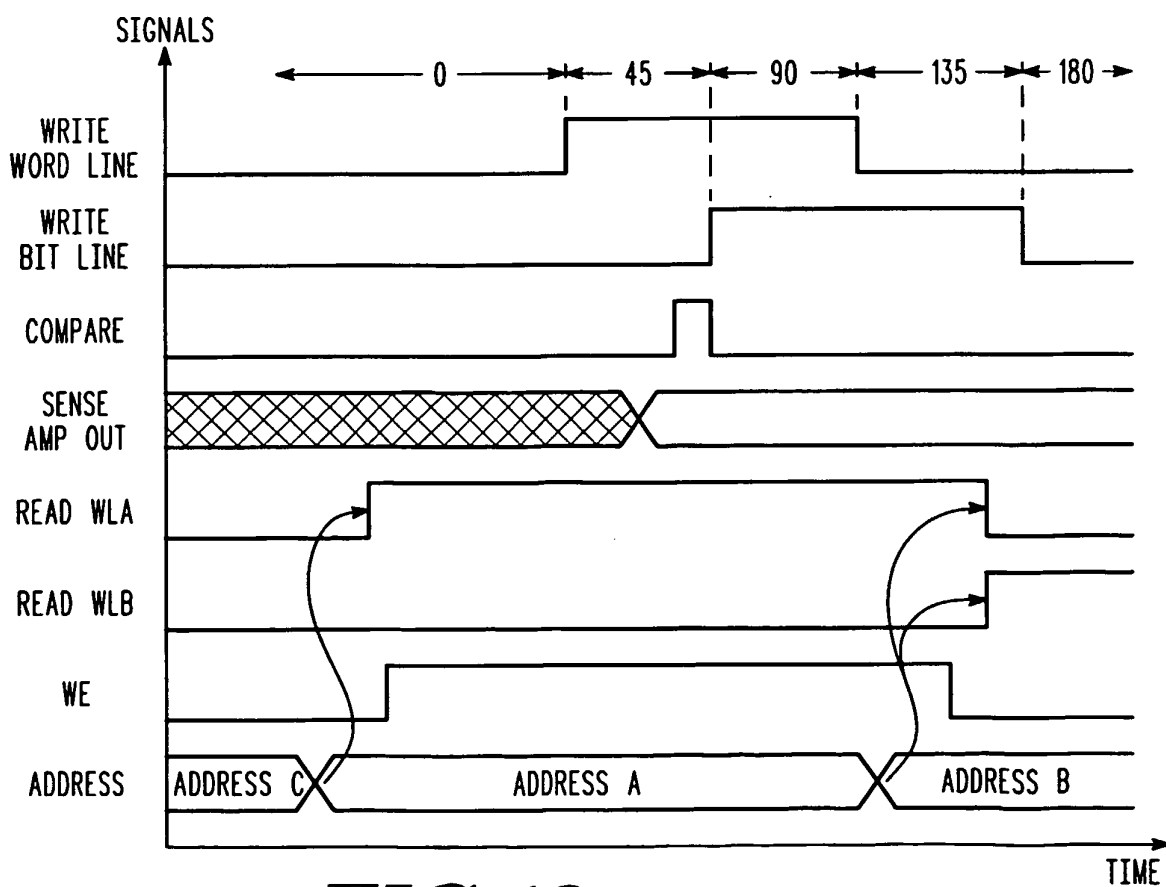 SIGNALS
0 45 90 135 180
WRITE
WORD LINE
WRITE
BIT LINE
COMPARE
SENSE
AMP OUT
READ WLA
READ WLB
WE
ADDRESS ADDRESS C ADDRESS A ADDRESS B
TIME